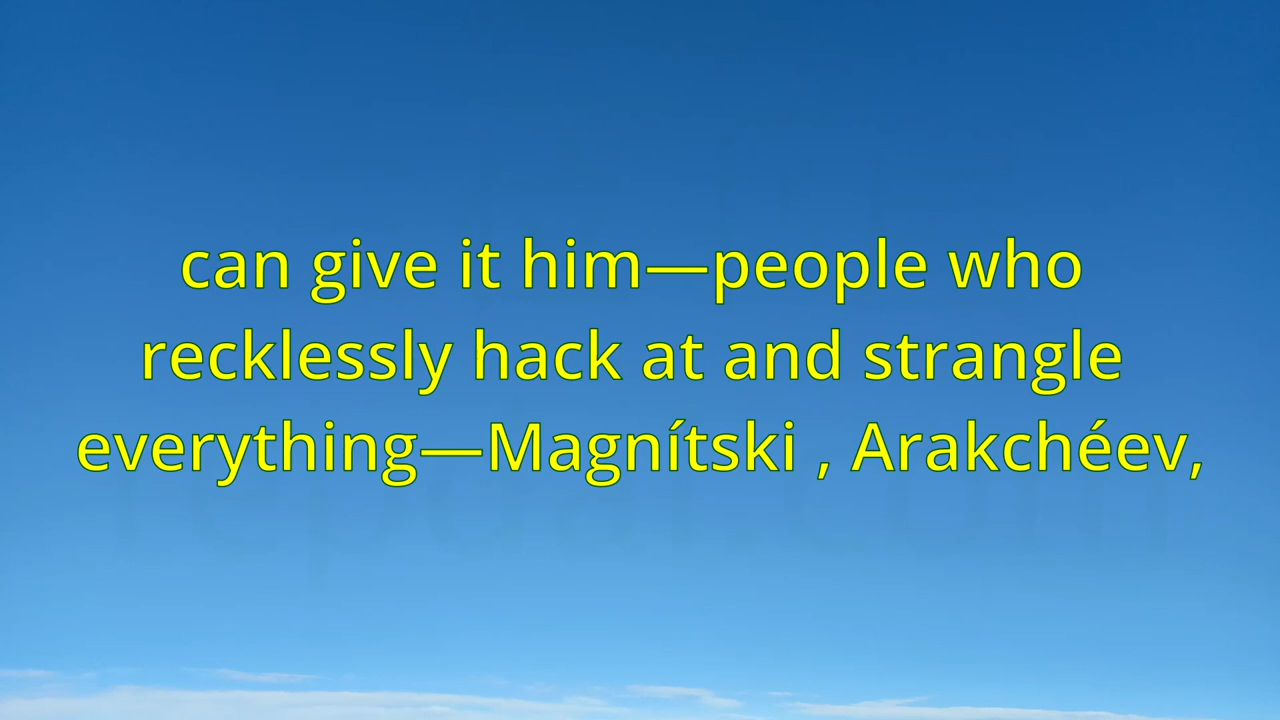 can give it him—people who
recklessly hack at and strangle
everything—Magnítski , Arakchéev,